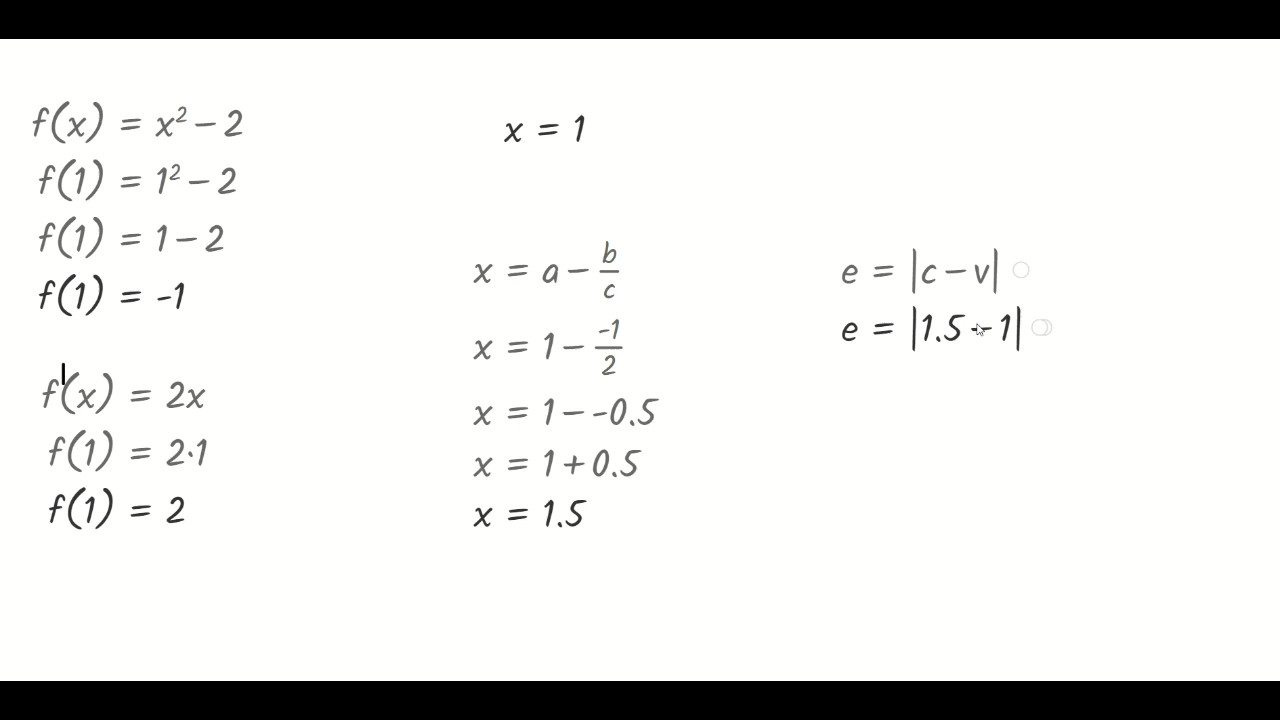 f(x) = x² − 2
f(1) = 1² − 2
f(1) = 1 − 2
f(1) = -1
f'(x) = 2x
f(1) = 2·1
f(1) = 2
x = 1
x = a − b/c
x = 1 − -1/2
x = 1 − -0.5
x = 1 + 0.5
x = 1.5
e = |c − v|
e = |1.5 − 1|